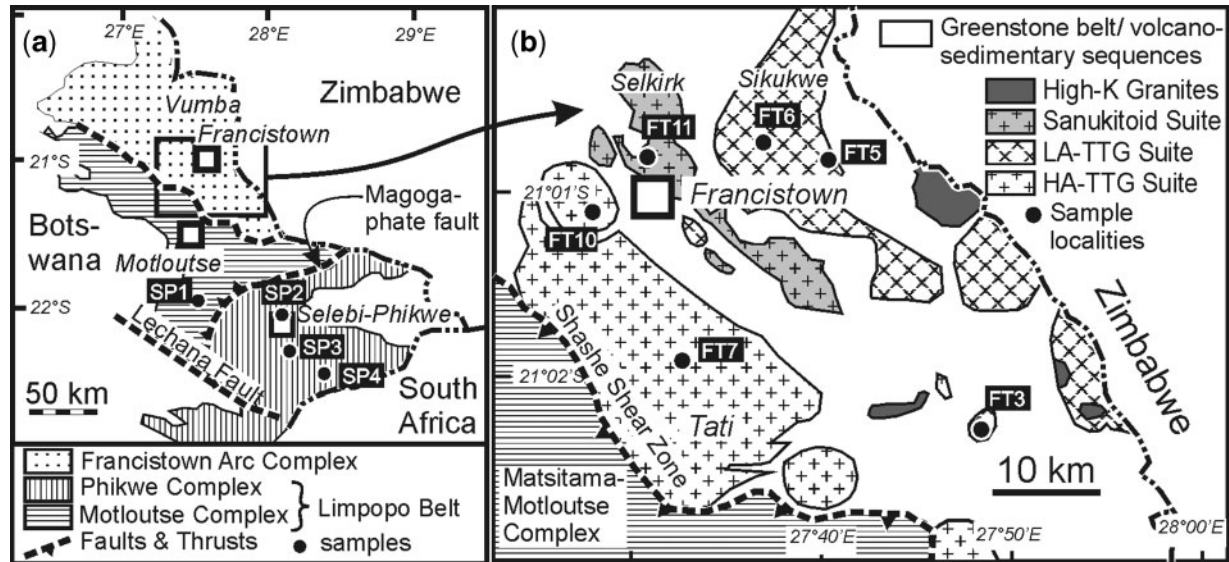 27°E
28°E
29°E
(a)
Zimbabwe
Vumba
Francistown
21°S
Magoga-
phate fault
Bots-
wana
Motloutse
SP1
SP2
22°S
Selebi-Phikwe
Lechana Fault
SP3
SP4
50 km
South
Africa
Francistown Arc Complex
Phikwe Complex
Motloutse Complex
Limpopo Belt
Faults & Thrusts
samples
(b)
Greenstone belt/ volcano-
sedimentary sequences
High-K Granites
Sanukitoid Suite
LA-TTG Suite
HA-TTG Suite
Sample
localities
Selkirk
Sikukwe
FT11
FT6
FT5
21°01'S
Francistown
FT10
Zimbabwe
Shashe Shear Zone
FT7
21°02'S
FT3
Tati
10 km
Matsitama-
Motloutse
Complex
27°40'E
27°50'E
28°00'E